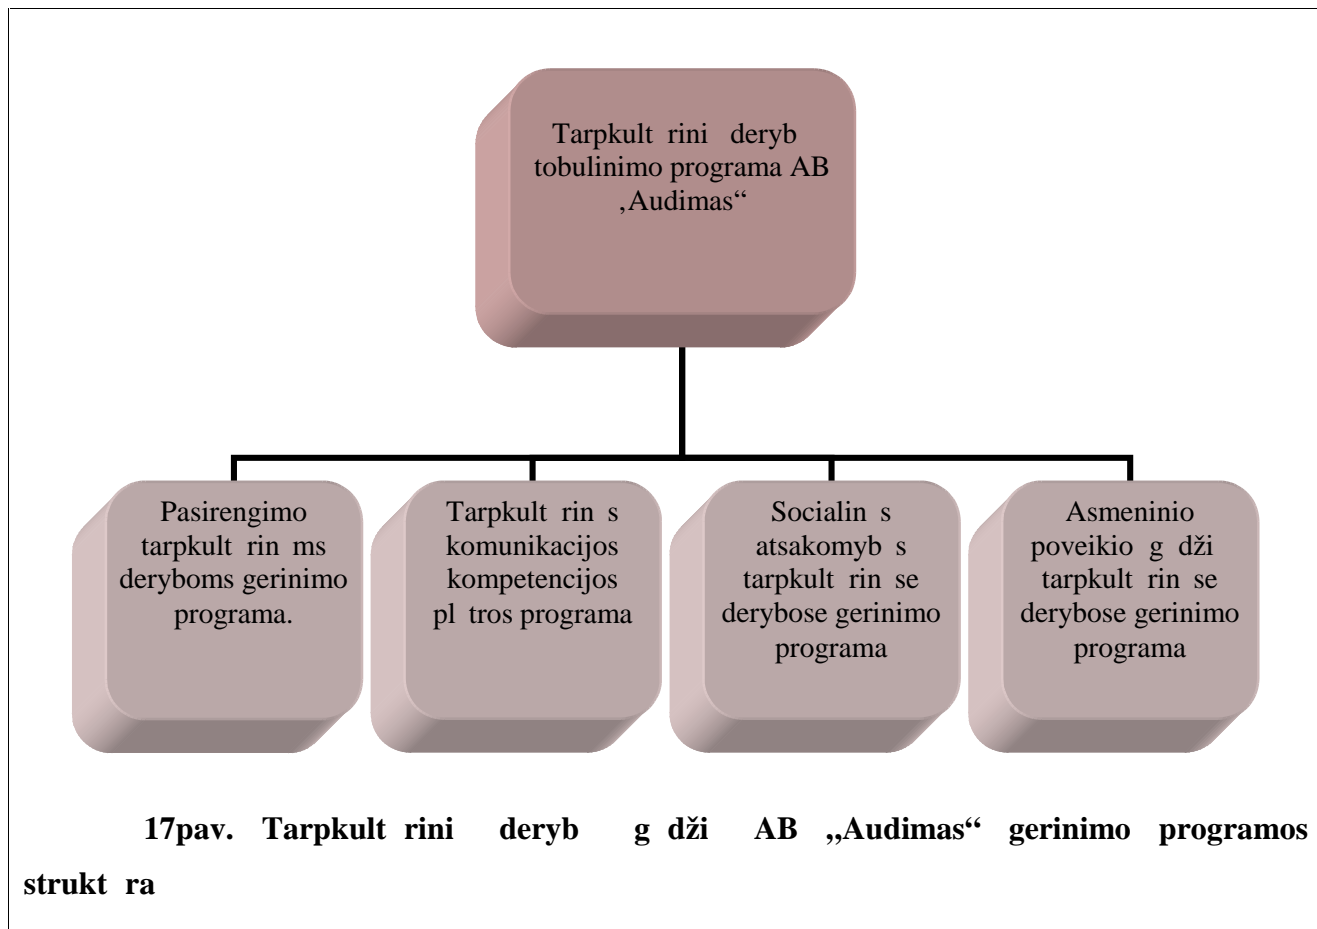 Tarpkult rini deryb
tobulinimo programa AB
‚Audimas“
Pasirengimo
tarpkult rin ms
deryboms gerinimo
programa.
Tarpkult rin s
komunikacijos
kompetencijos
pl tros programa
Socialin s
atsakomyb s
tarpkult rin se
derybose gerinimo
programa
Asmeninio
poveikio g dži
tarpkult rin se
derybose gerinimo
programa
17pav. Tarpkult rini deryb g dži AB „Audimas“ gerinimo programos
strukt ra